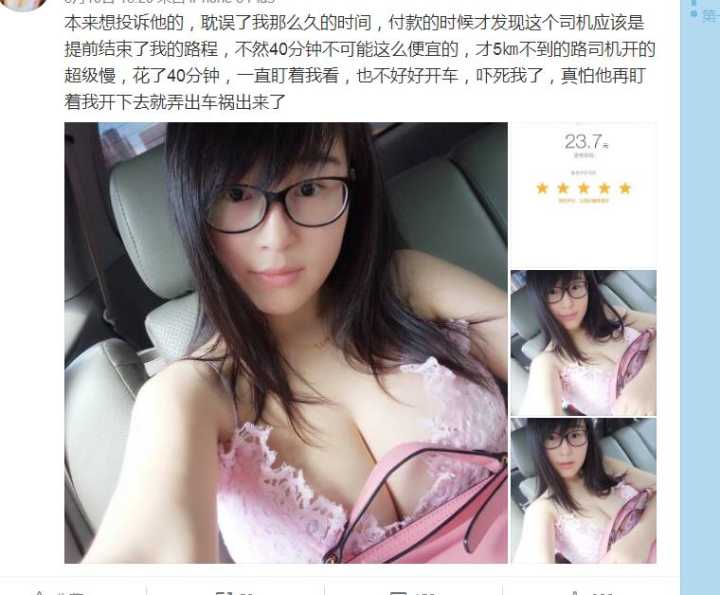 本来想投诉他的，耽误了我那么久的时间，付款的时候才发现这个司机应该是
提前结束了我的路程，不然40分钟不可能这么便宜的，才5㎞不到的路司机开的
超级慢，花了40分钟，一直盯着我看，也不好好开车，吓死我了，真怕他再盯
着我开下去就弄出车祸出来了
23.7元